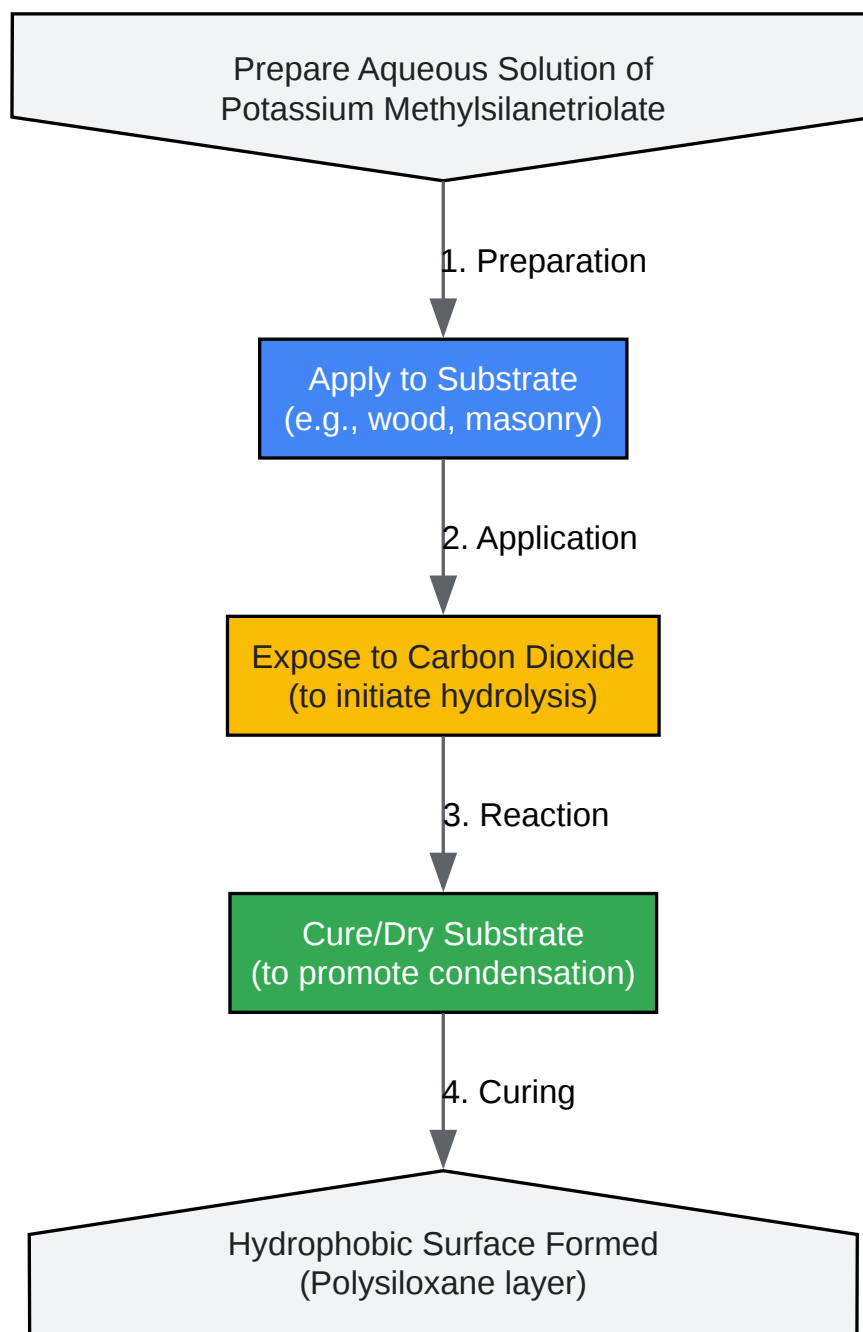 Prepare Aqueous Solution of
Potassium Methylsilanetriolate
1. Preparation
Apply to Substrate
(e.g., wood, masonry)
2. Application
Expose to Carbon Dioxide
(to initiate hydrolysis)
3. Reaction
Cure/Dry Substrate
(to promote condensation)
4. Curing
Hydrophobic Surface Formed
(Polysiloxane layer)